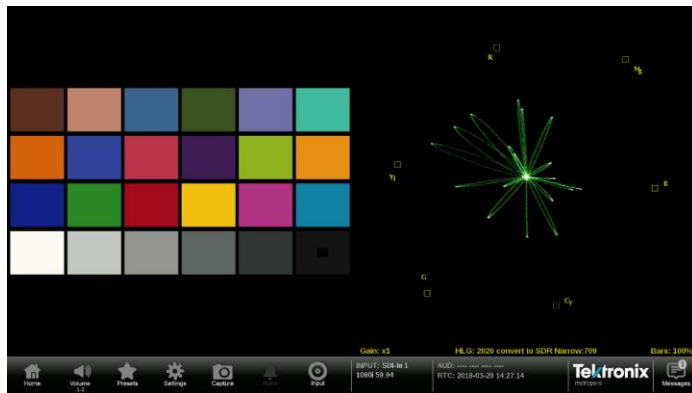 R
Mg
Yl
B
G
Cy
Gain: x1
HLG: 2020 convert to SDR Narrow:709
Bars: 100%
Home
Volume
1-2
Presets
Settings
Capture
Alarm
Input
INPUT: SDI-In 1
1080i 59.94
AUD: ---- ---- ---- ----
RTC: 2018-03-29 14:27:14
Tektronix
Messages